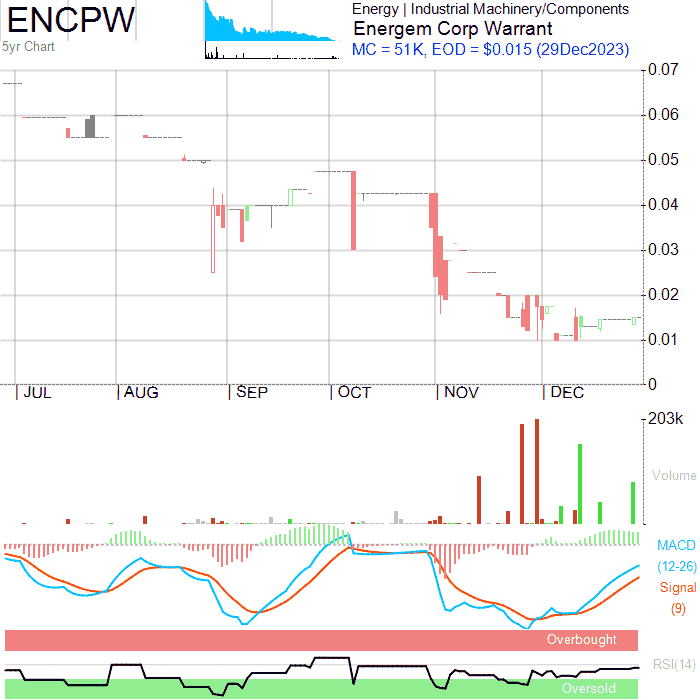 ENCPW
5yr Chart
Energy | Industrial Machinery/Components
Energem Corp Warrant
MC = 51K, EOD = $0.015 (29Dec2023)
0.07
0.06
0.05
0.04
0.03
0.02
0.01
0
JUL AUG SEP OCT NOV DEC
203k
Volume
MACD
(12-26)
Signal
(9)
Overbought
RSI(14)
Oversold